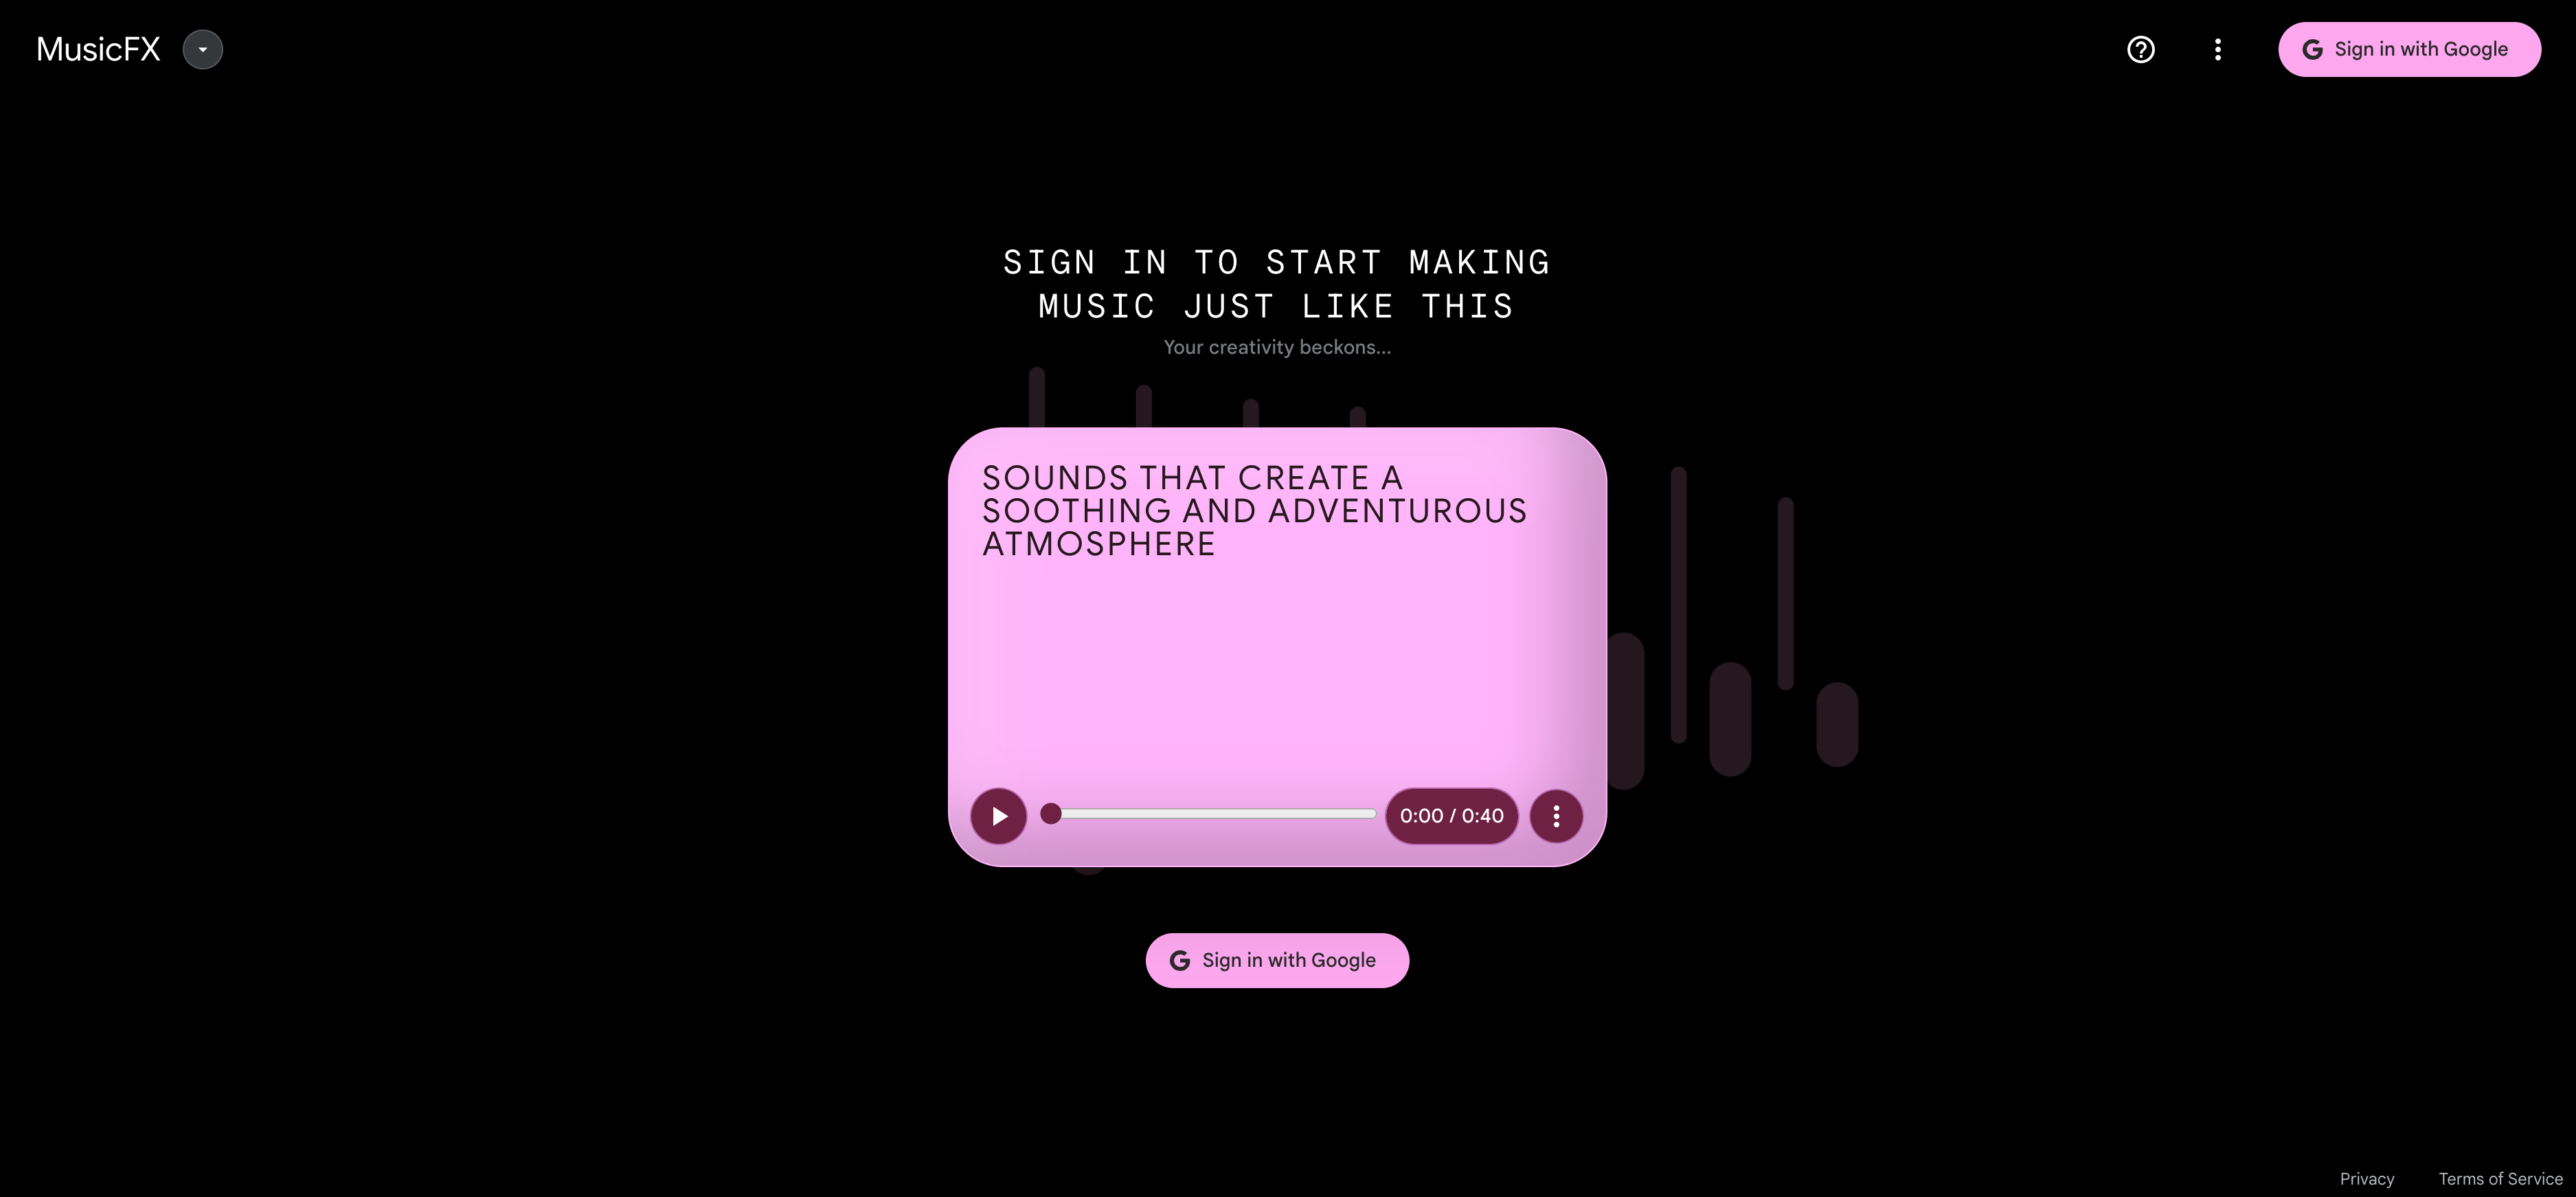 MusicFX
Sign in with Google
SIGN IN TO START MAKING
MUSIC JUST LIKE THIS
Your creativity beckons...
SOUNDS THAT CREATE A
SOOTHING AND ADVENTUROUS
ATMOSPHERE
0:00 / 0:40
Sign in with Google
Privacy
Terms of Service